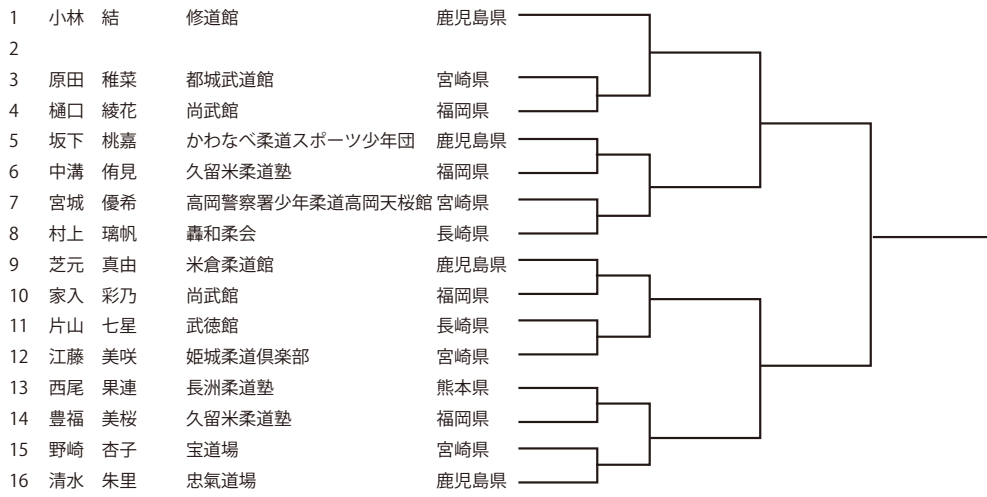 1 小林 結 修道館 鹿児島県
2
3 原田 稚菜 都城武道館 宮崎県
4 樋口 綾花 尚武館 福岡県
5 坂下 桃嘉 かわなべ柔道スポーツ少年団 鹿児島県
6 中溝 侑見 久留米柔道塾 福岡県
7 宮城 優希 高岡警察署少年柔道高岡天桜館 宮崎県
8 村上 璃帆 轟和柔会 長崎県
9 芝元 真由 米倉柔道館 鹿児島県
10 家入 彩乃 尚武館 福岡県
11 片山 七星 武徳館 長崎県
12 江藤 美咲 姫城柔道倶楽部 宮崎県
13 西尾 果連 長洲柔道塾 熊本県
14 豊福 美桜 久留米柔道塾 福岡県
15 野崎 杏子 宝道場 宮崎県
16 清水 朱里 忠氣道場 鹿児島県